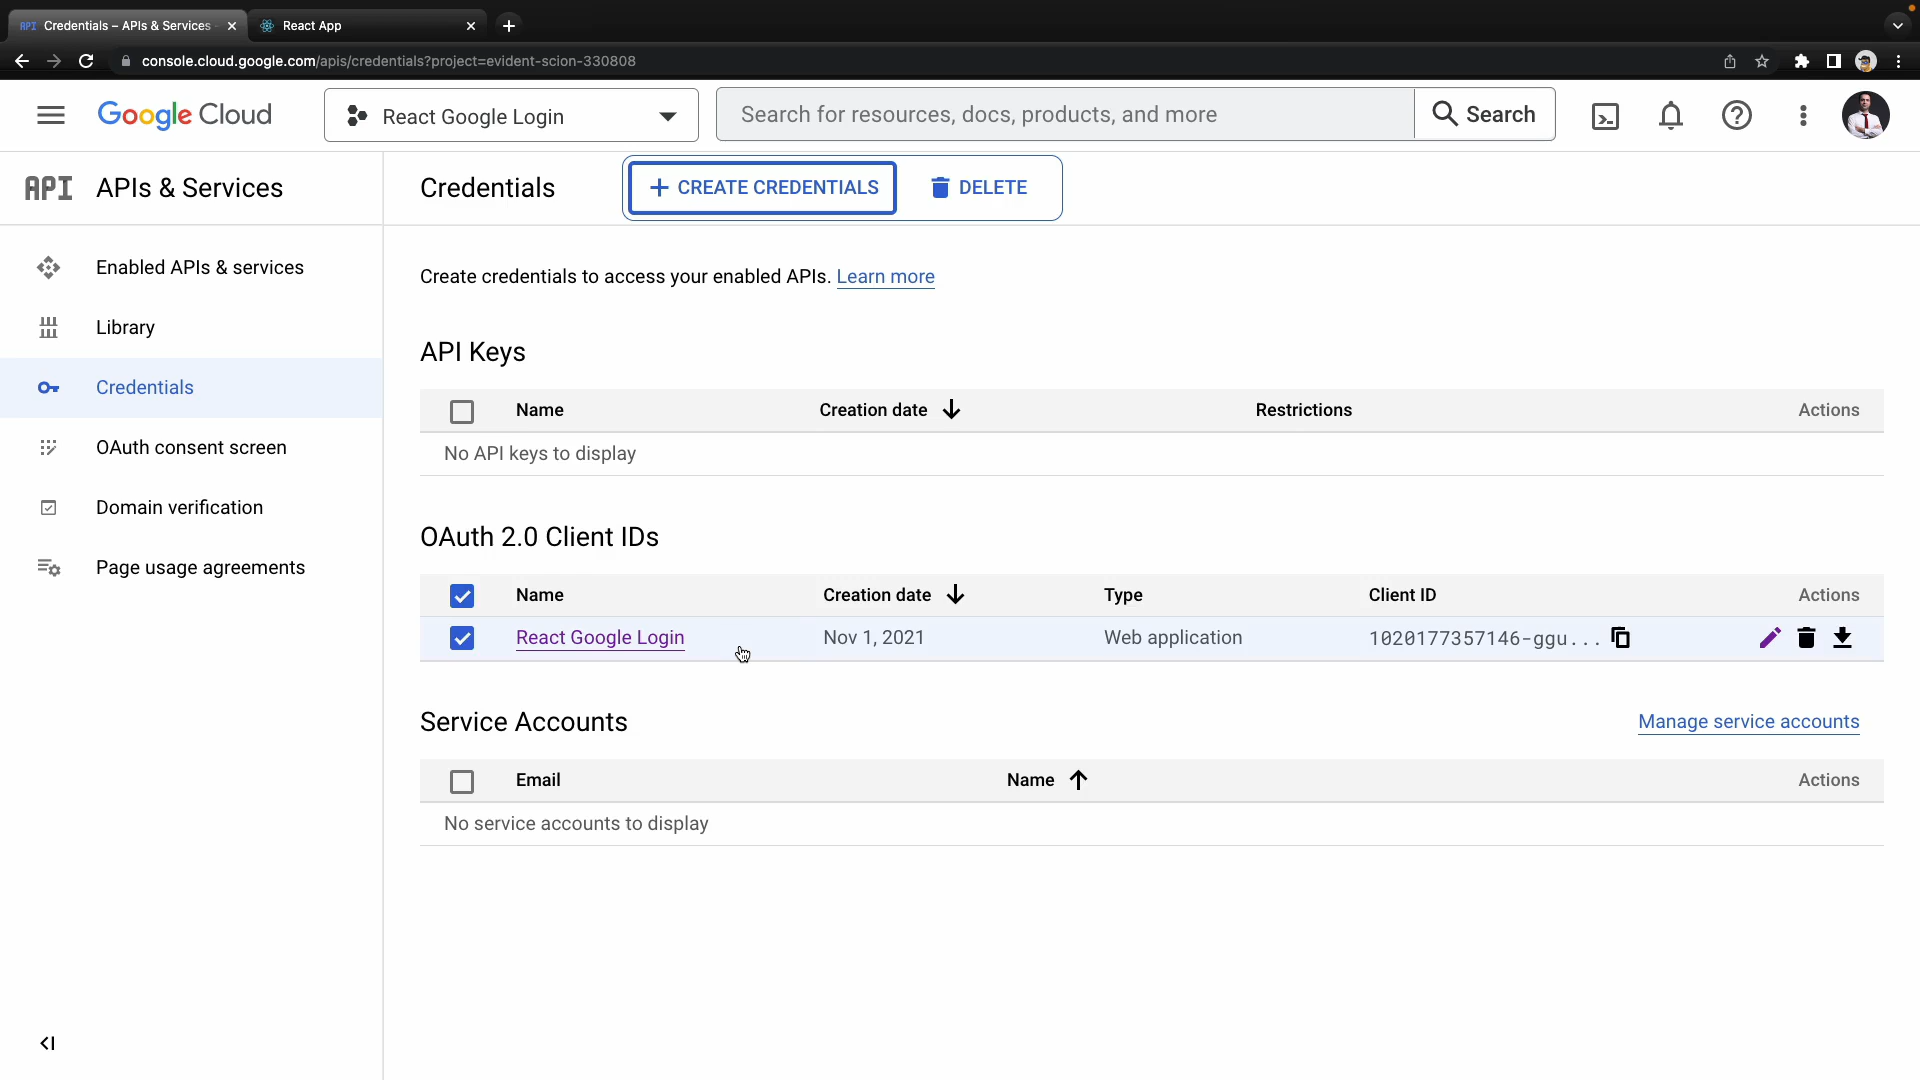 API Credentials – APIs & Services
React App
console.cloud.google.com/apis/credentials?project=evident-scion-330808
Google Cloud
React Google Login
Search for resources, docs, products, and more
Search
API APIs & Services
Credentials
CREATE CREDENTIALS
DELETE
Enabled APIs & services
Library
Credentials
OAuth consent screen
Domain verification
Page usage agreements
Create credentials to access your enabled APIs. Learn more
API Keys
Name Creation date Restrictions Actions
No API keys to display
OAuth 2.0 Client IDs
Name Creation date Type Client ID Actions
React Google Login Nov 1, 2021 Web application 1020177357146-ggu...
Service Accounts Manage service accounts
Email Name Actions
No service accounts to display